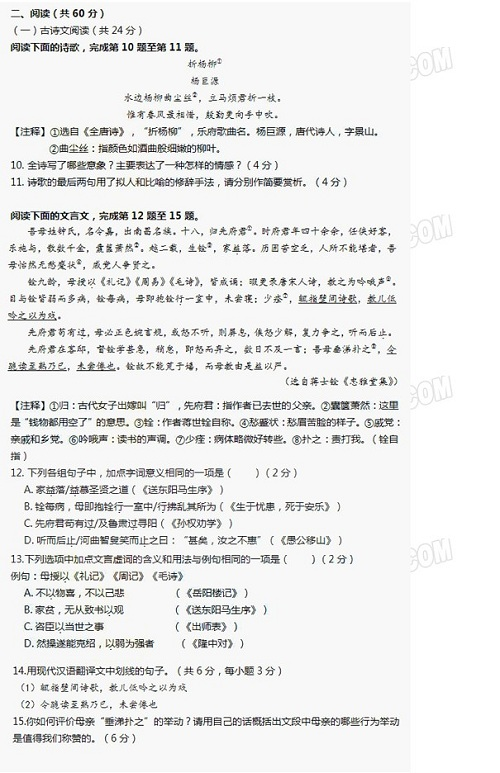 二、阅读（共60分）
（一）古诗文阅读（共24分）
阅读下面的诗歌，完成第10题至第11题。
折杨柳①
杨巨源
水边杨柳曲尘丝②，立马烦君折一枝。
惟有春风最相惜，殷勤更向手中吹。
【注释】①选自《全唐诗》，“折杨柳”，乐府歌曲名。杨巨源，唐代诗人，字景山。
②曲尘丝：指颜色如酒曲般细嫩的柳叶。
10. 全诗写了哪些意象？主要表达了一种怎样的情感？（4分）
11. 诗歌的最后两句用了拟人和比喻的修辞手法，请分别作简要赏析。（4分）
阅读下面的文言文，完成第12题至15题。
吾母姓钟氏，名令嘉，出南昌名族。十八，归先府君①。时府君年四十余，任侠好客，
乐施与，散数千金，囊箧萧然②。越二载，生铨③，家益落。历困苦空乏，人所不能堪者，吾
母怡然无愁蹙状④，戚党人争贤之。
铨九龄，母授以《礼记》《周易》《毛诗》，皆成诵；暇更录唐宋人诗，教之为吟哦声⑥。
目与铨皆弱而多病，铨每病，母即抱铨行一室中，未尝寝；少痊⑦，辄指壁间诗歌，教儿低
吟之以为戏。
先府君苟有过，母必正色婉言规，或怒不听，则屏息，俟怒少解，复力争之，听而后止。
先府君在客邸，督铨学甚急，稍怠，即怒而弃之，数日不及一言；吾母垂涕扑之⑧，令
跪读至熟乃已，未尝倦也。铨故不能荒于嬉，而母教由是益以严。
（选自蒋士铨《忠雅堂集》）
【注释】①归：古代女子出嫁叫“归”，先府君：指作者已去世的父亲。②囊箧萧然：这里
是“钱物都用空了”的意思。③铨：作者蒋世铨自称。④愁蹙状：愁眉苦脸的样子。⑤戚党：
亲戚和乡党。⑥吟哦声：读书的声调。⑦少痊：病体略微好转些。⑧扑之：责打我。（铨自
指）
12. 下列各组句子中，加点字词意义相同的一项是（　　）（2分）
A. 家益落/益慕圣贤之道（《送东阳马生序》）
B. 铨每病，母即抱铨行一室中/行拂乱其所为（《生于忧患，死于安乐》）
C. 先府君苟有过/及鲁肃过寻阳（《孙权劝学》）
D. 听而后止/河曲智叟笑而止之曰：“甚矣，汝之不惠”（《愚公移山》）
13.下列选项中加点文言虚词的含义和用法与例句相同的一项是（　　）（2分）
例句：母授以《礼记》《周记》《毛诗》
A. 不以物喜，不以己悲　　（《岳阳楼记》）
B. 家贫，无从致书以观　　（《送东阳马生序》）
C. 咨臣以当世之事　　（《出师表》）
D. 然操遂能克绍，以弱为强者　　（《隆中对》）
14.用现代汉语翻译文中划线的句子。（共6分，每小题3分）
（1）辄指壁间诗歌，教儿低吟之以为戏
（2）令跪读至熟乃已，未尝倦也
15.你如何评价母亲“垂涕扑之”的举动？请用自己的话概括出文段中母亲的哪些行为举动
是值得我们称赞的。（6分）
.COM
.COM
.COM
.COM